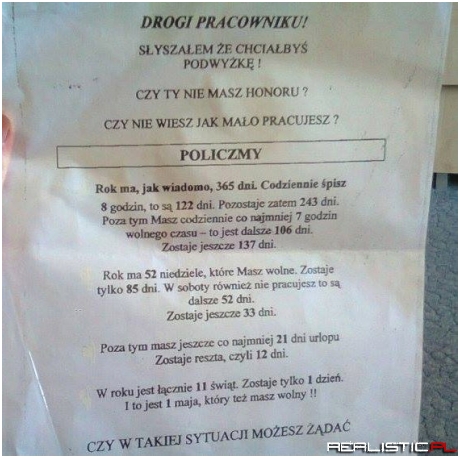 DROGI PRACOWNIKU!
SŁYSZAŁEM ŻE CHCIAŁBYŚ
PODWYŻKĘ !
CZY TY NIE MASZ HONORU ?
CZY NIE WIESZ JAK MAŁO PRACUJESZ ?
POLICZMY
Rok ma, jak wiadomo, 365 dni. Codziennie śpisz
8 godzin, to są 122 dni. Pozostaje zatem 243 dni.
Poza tym Masz codziennie co najmniej 7 godzin
wolnego czasu – to jest dalsze 106 dni.
Zostaje jeszcze 137 dni.
Rok ma 52 niedziele, które Masz wolne. Zostaje
tylko 85 dni. W soboty również nie pracujesz to są
dalsze 52 dni.
Zostaje jeszcze 33 dni.
Poza tym masz jeszcze co najmniej 21 dni urlopu
Zostaje reszta, czyli 12 dni.
W roku jest łącznie 11 świąt. Zostaje tylko 1 dzień.
I to jest 1 maja, który też masz wolny !!
CZY W TAKIEJ SYTUACJI MOŻESZ ŻĄDAĆ
REALISTIC.PL